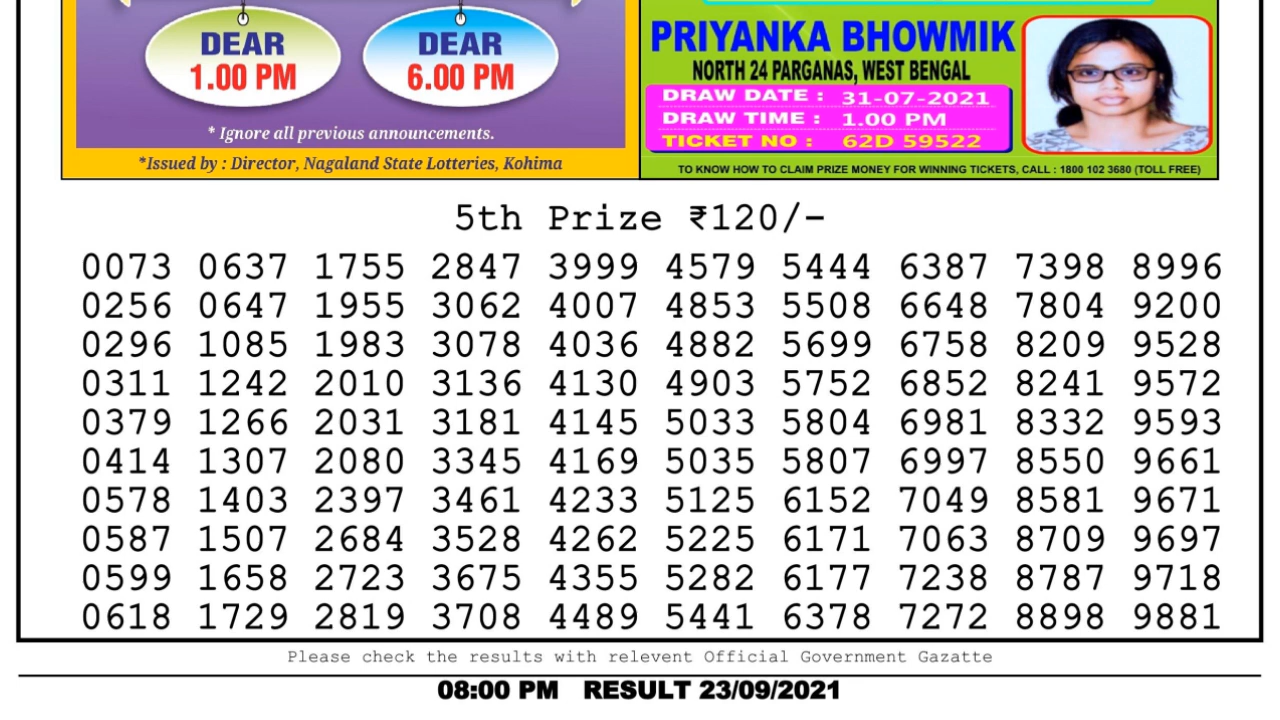 DEAR
1.00 PM
DEAR
6.00 PM
* Ignore all previous announcements.
*Issued by : Director, Nagaland State Lotteries, Kohima
PRIYANKA BHOWMIK
NORTH 24 PARGANAS, WEST BENGAL
DRAW DATE : 31-07-2021
DRAW TIME : 1.00 PM
TICKET NO : 62D 59522
TO KNOW HOW TO CLAIM PRIZE MONEY FOR WINNING TICKETS, CALL : 1800 102 3680 (TOLL FREE)
5th Prize ₹120/-
0073 0637 1755 2847 3999 4579 5444 6387 7398 8996
0256 0647 1955 3062 4007 4853 5508 6648 7804 9200
0296 1085 1983 3078 4036 4882 5699 6758 8209 9528
0311 1242 2010 3136 4130 4903 5752 6852 8241 9572
0379 1266 2031 3181 4145 5033 5804 6981 8332 9593
0414 1307 2080 3345 4169 5035 5807 6997 8550 9661
0578 1403 2397 3461 4233 5125 6152 7049 8581 9671
0587 1507 2684 3528 4262 5225 6171 7063 8709 9697
0599 1658 2723 3675 4355 5282 6177 7238 8787 9718
0618 1729 2819 3708 4489 5441 6378 7272 8898 9881
Please check the results with relevent Official Government Gazatte
08:00 PM RESULT 23/09/2021